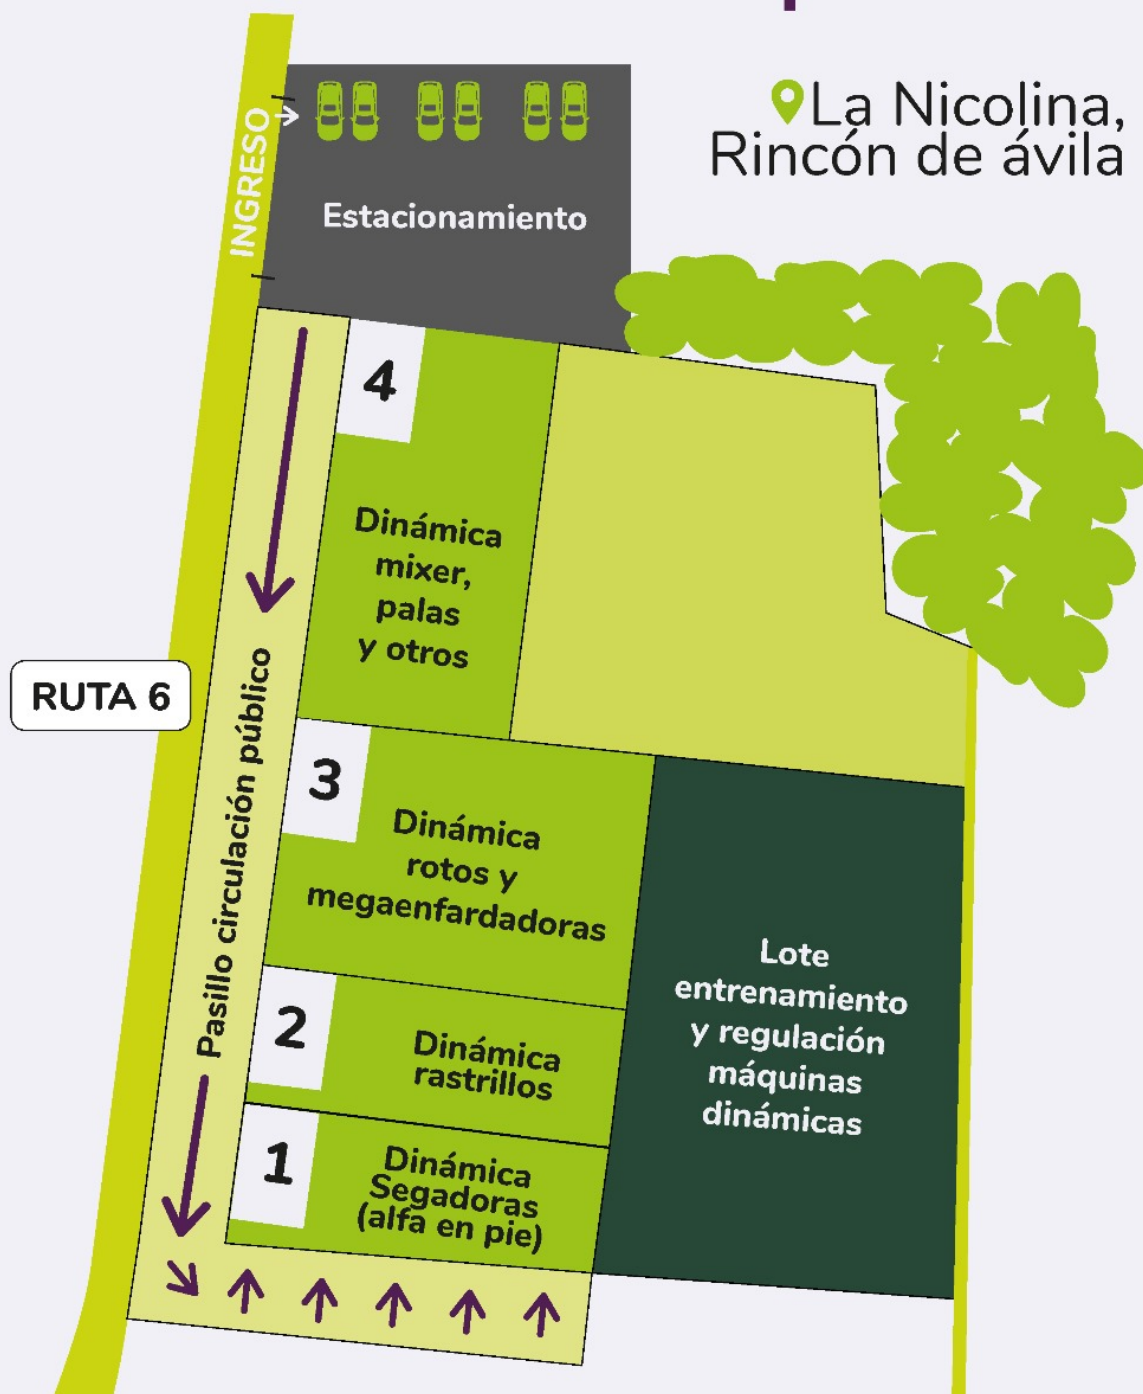 La Nicolina,
Rincón de ávila
INGRESO
Estacionamiento
4
Dinámica
mixer,
palas
y otros
RUTA 6
Pasillo circulación público
3
Dinámica
rotos y
megaenfardadoras
Lote
entrenamiento
y regulación
máquinas
dinámicas
2
Dinámica
rastrillos
1
Dinámica
Segadoras
(alfa en pie)